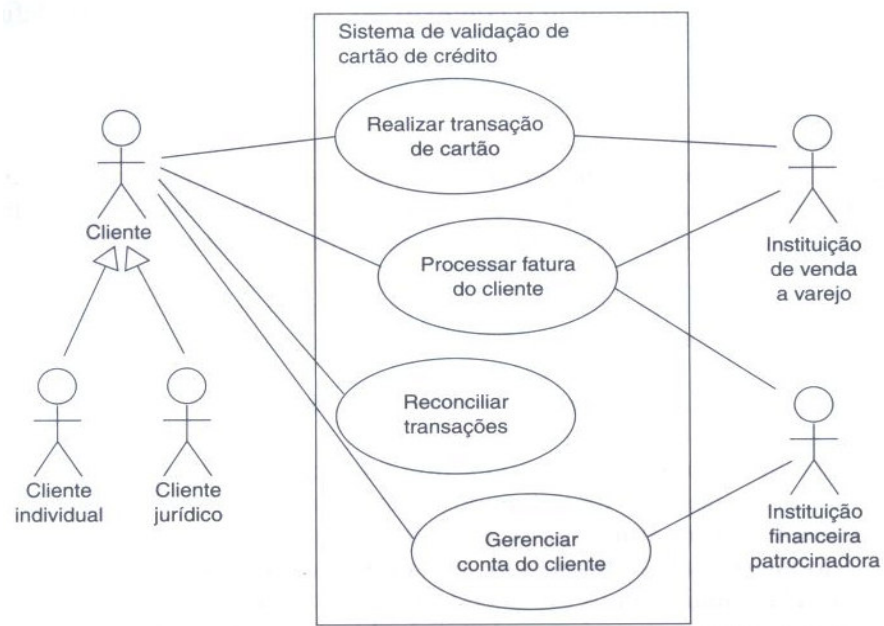 Sistema de validação de
cartão de crédito
Realizar transação
de cartão
Cliente
Instituição
de venda
a varejo
Processar fatura
do cliente
Reconciliar
transações
Cliente
individual
Cliente
jurídico
Gerenciar
conta do cliente
Instituição
financeira
patrocinadora